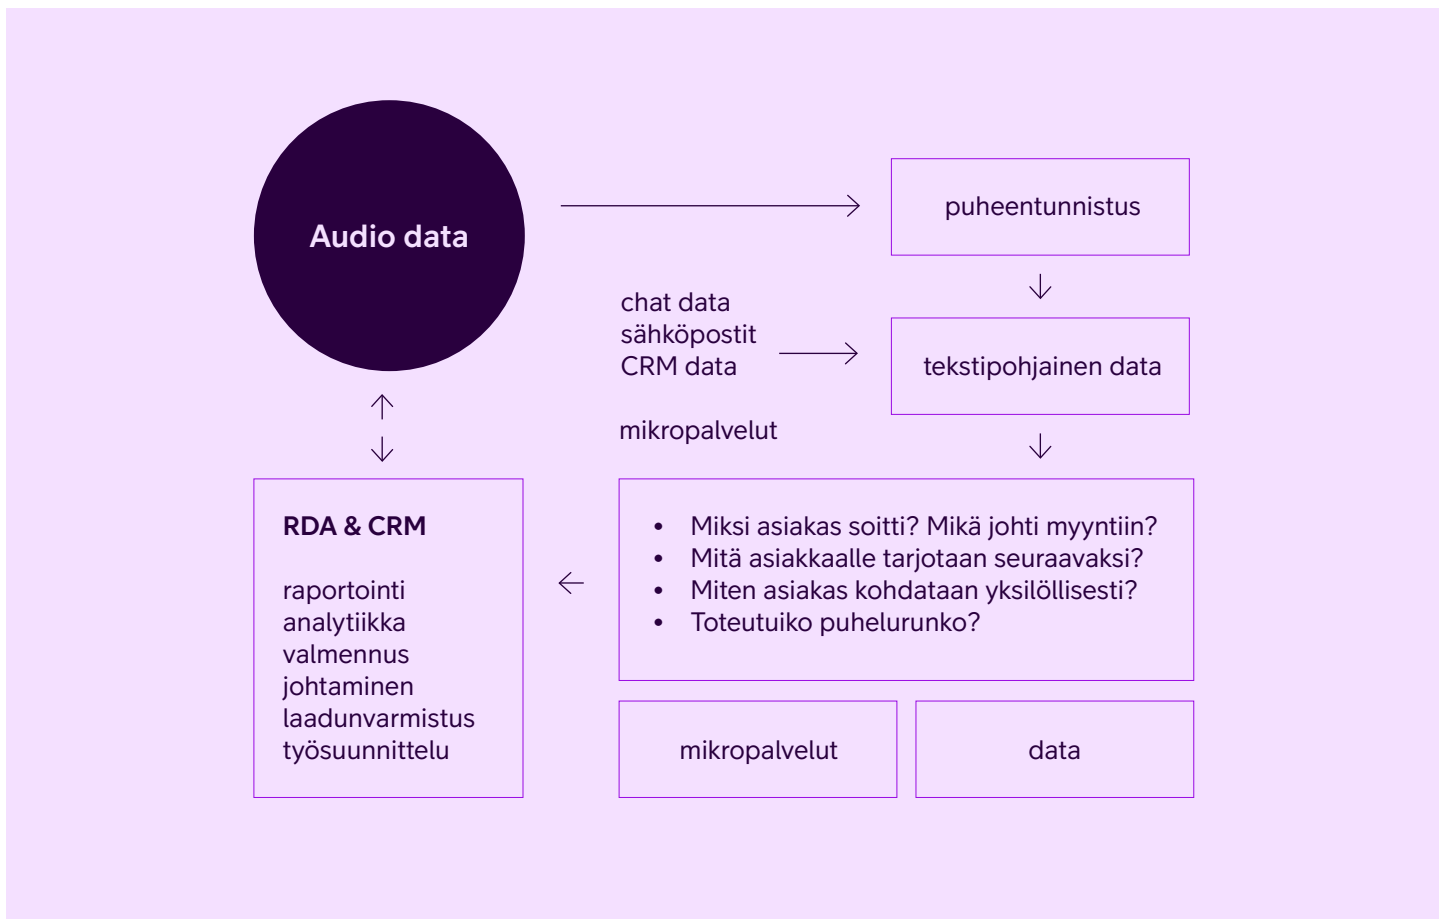 Audio data
puheentunnistus
chat data
sähköpostit
CRM data
tekstipohjainen data
mikropalvelut
RDA & CRM
raportointi
analytiikka
valmennus
johtaminen
laadunvarmistus
työsuunnittelu
• Miksi asiakas soitti? Mikä johti myyntiin?
• Mitä asiakkaalle tarjotaan seuraavaksi?
• Miten asiakas kohdataan yksilöllisesti?
• Toteutuiko puhelurunko?
mikropalvelut
data